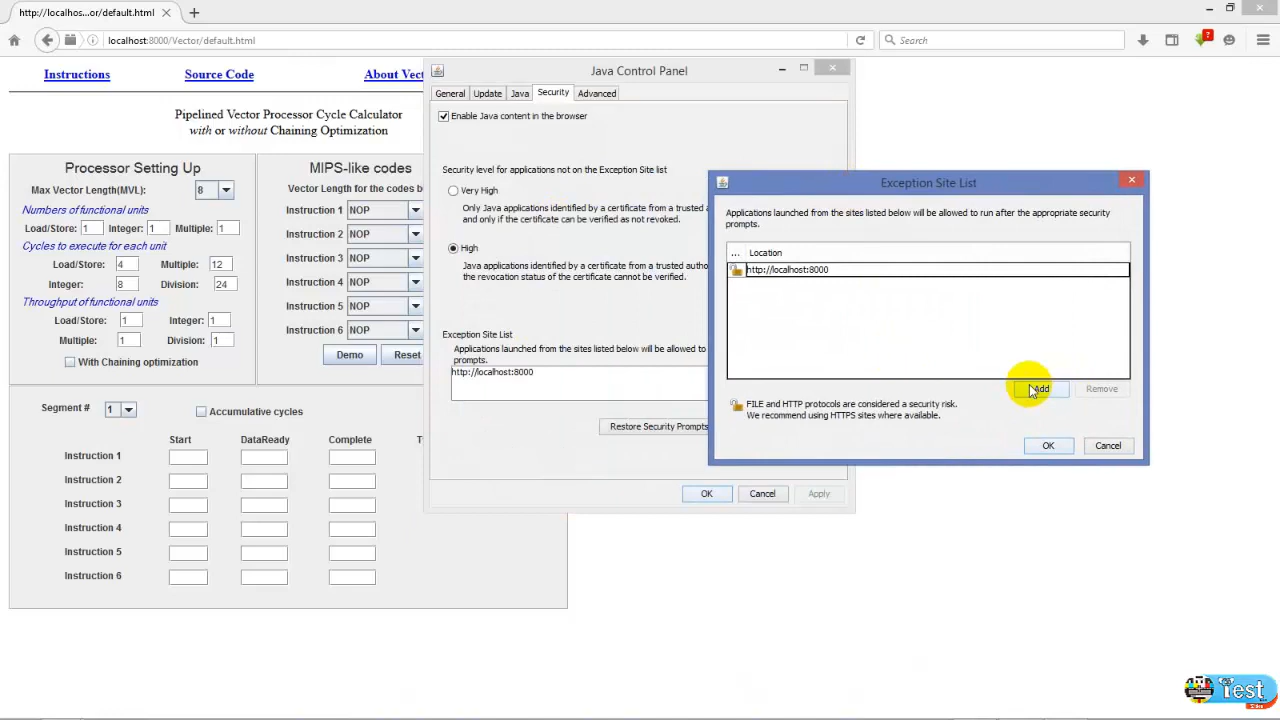 http://localhos...or/default.html
localhost:8000/Vector/default.html
Search
?
Instructions
Source Code
About Vect
Pipelined Vector Processor Cycle Calculator
with or without Chaining Optimization
Processor Setting Up
Max Vector Length(MVL):
8
Numbers of functional units
Load/Store: 1 Integer: 1 Multiple: 1
Cycles to execute for each unit
Load/Store: 4 Multiple: 12
Integer: 8 Division: 24
Throughput of functional units
Load/Store: 1 Integer: 1
Multiple: 1 Division: 1
With Chaining optimization
MIPS-like codes
Vector Length for the codes b
Instruction 1 NOP
Instruction 2 NOP
Instruction 3 NOP
Instruction 4 NOP
Instruction 5 NOP
Instruction 6 NOP
Demo
Reset
Segment # 1
Accumulative cycles
Start DataReady Complete
Instruction 1
Instruction 2
Instruction 3
Instruction 4
Instruction 5
Instruction 6
Java Control Panel
General Update Java Security Advanced
Enable Java content in the browser
Security level for applications not on the Exception Site list
Very High
Only Java applications identified by a certificate from a trusted
and only if the certificate can be verified as not revoked.
High
Java applications identified by a certificate from a trusted autho
the revocation status of the certificate cannot be verified.
Exception Site List
Applications launched from the sites listed below will be allowed to
prompts.
http://localhost:8000
Restore Security Prompts
OK
Cancel
Apply
Exception Site List
Applications launched from the sites listed below will be allowed to run after the appropriate security
prompts.
... Location
http://localhost:8000
Add
Remove
FILE and HTTP protocols are considered a security risk.
We recommend using HTTPS sites where available.
OK
Cancel
Test